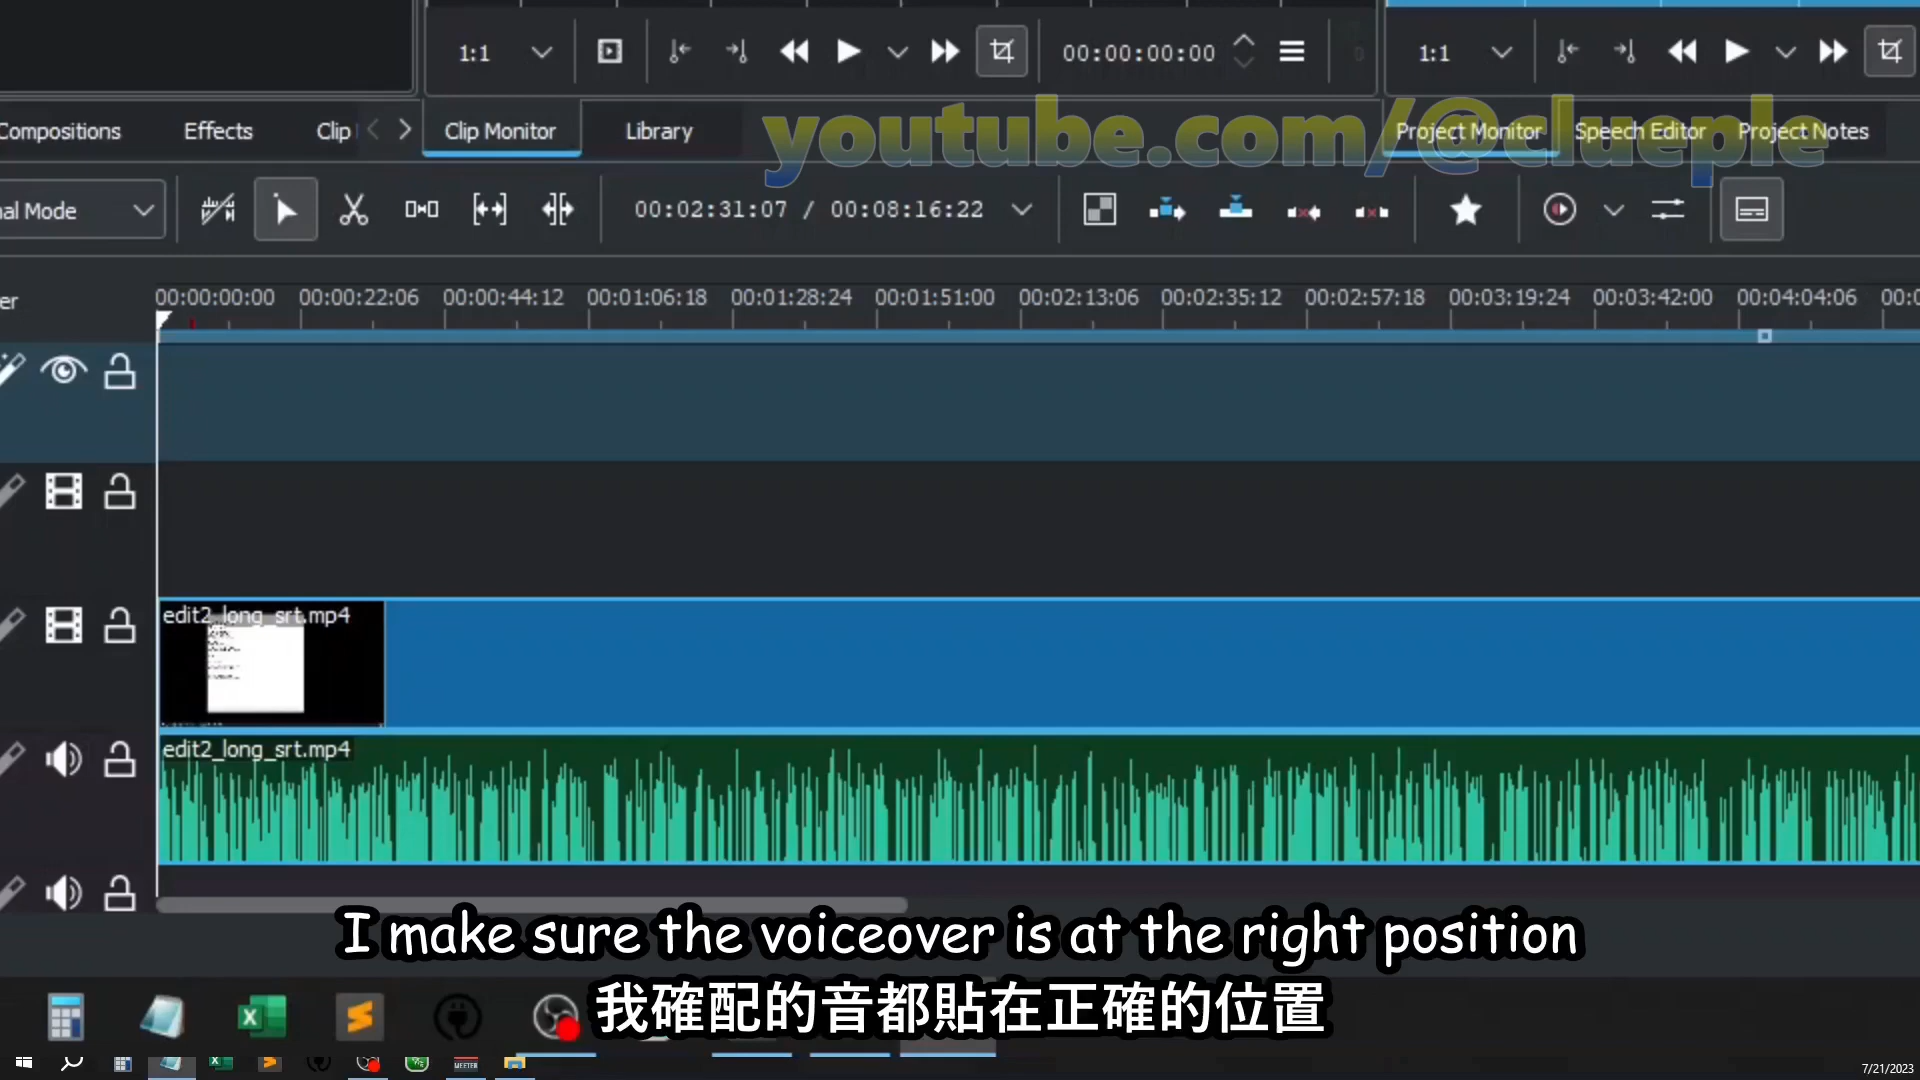 1:1
00:00:00:00
1:1
Compositions Effects Clip Clip Monitor Library Project Monitor Speech Editor Project Notes
youtube.com/@clueple
al Mode 00:02:31:07 / 00:08:16:22
er 00:00:00:00 00:00:22:06 00:00:44:12 00:01:06:18 00:01:28:24 00:01:51:00 00:02:13:06 00:02:35:12 00:02:57:18 00:03:19:24 00:03:42:00 00:04:04:06 00:0
edit2_long_srt.mp4
edit2_long_srt.mp4
I make sure the voiceover is at the right position
我確配的音都貼在正確的位置
7/21/2023